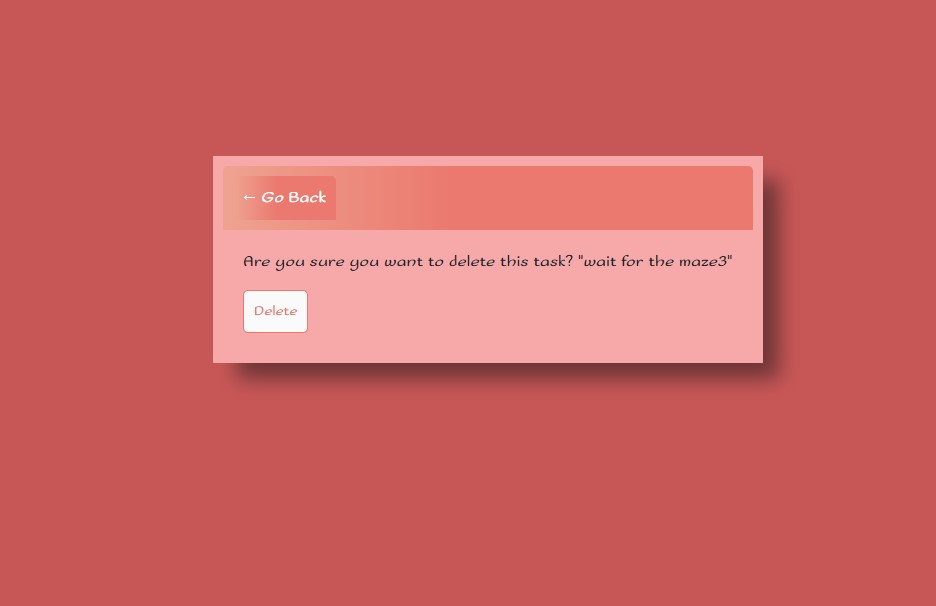 ← Go Back
Are you sure you want to delete this task? "wait for the maze3"
Delete